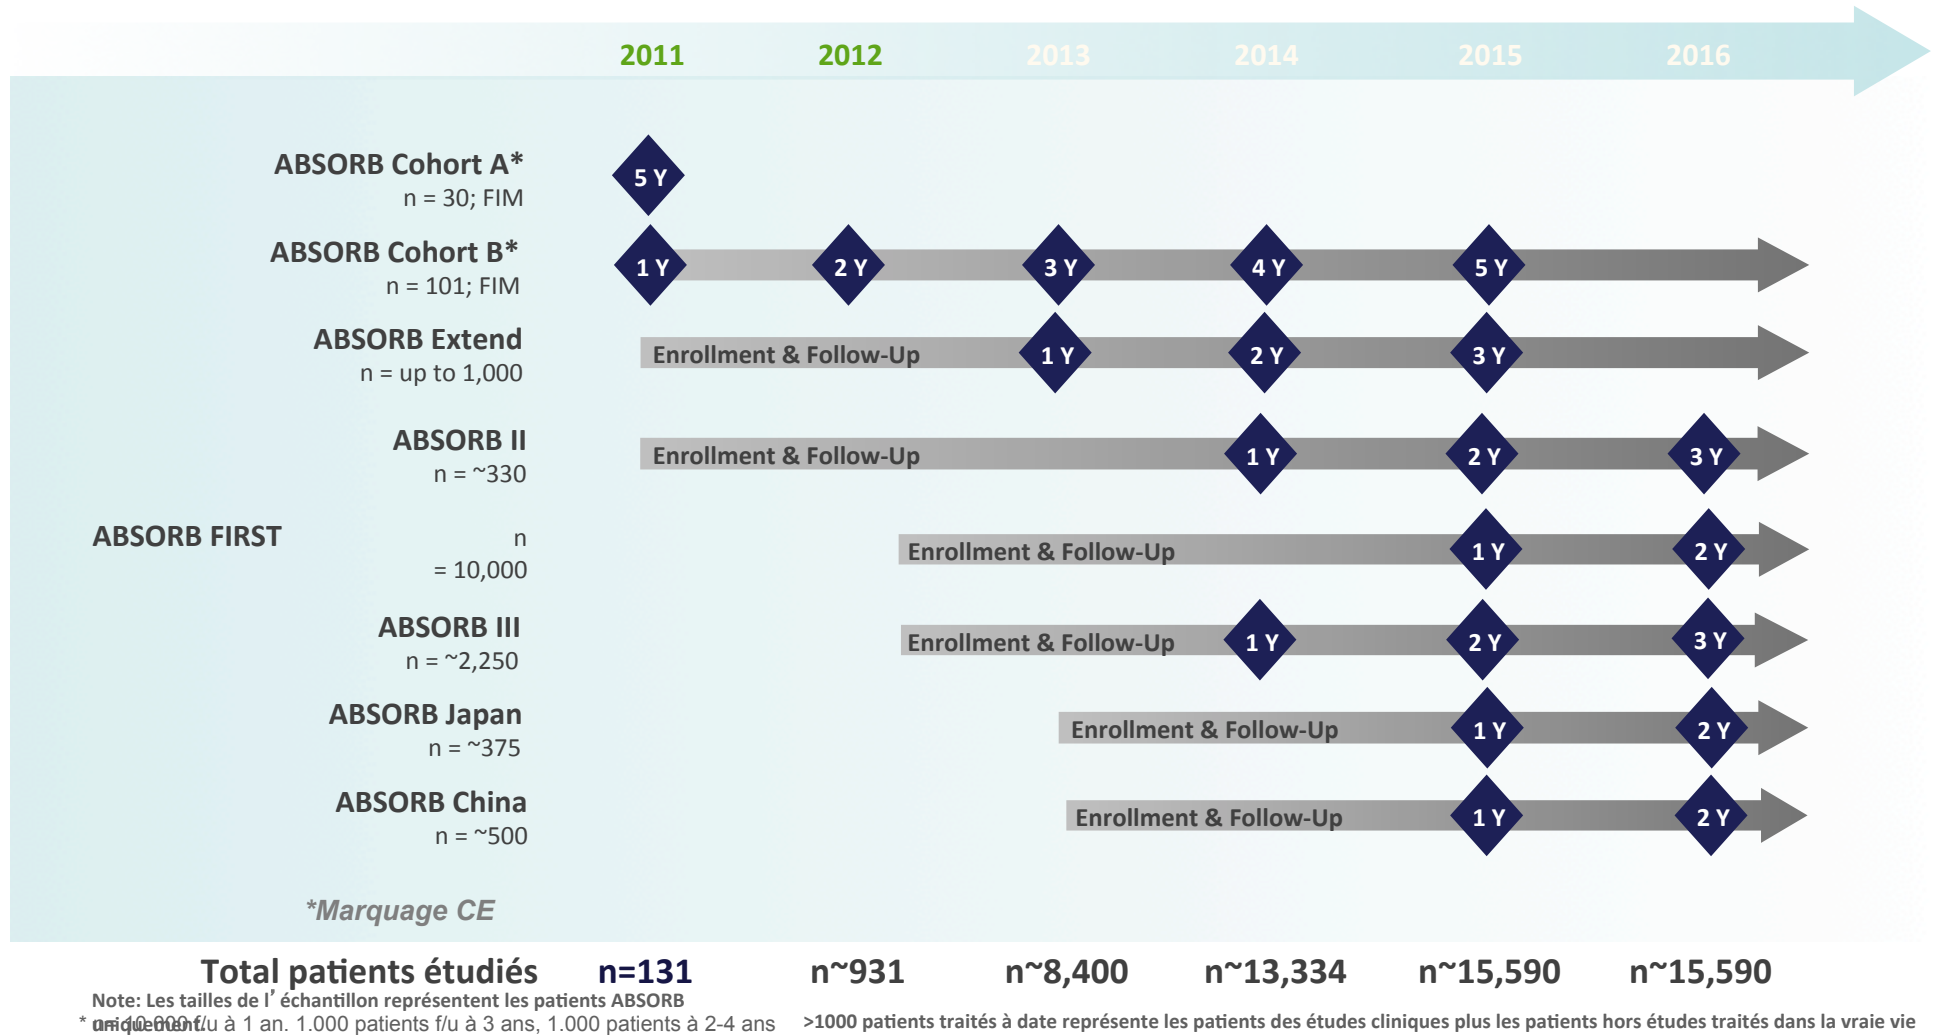 2011 2012 2013 2014 2015 2016
ABSORB Cohort A*
n = 30; FIM
5 Y
ABSORB Cohort B*
n = 101; FIM
1 Y 2 Y 3 Y 4 Y 5 Y
ABSORB Extend
n = up to 1,000
Enrollment & Follow-Up 1 Y 2 Y 3 Y
ABSORB II
n = ~330
Enrollment & Follow-Up 1 Y 2 Y 3 Y
ABSORB FIRST n
= 10,000
Enrollment & Follow-Up 1 Y 2 Y
ABSORB III
n = ~2,250
Enrollment & Follow-Up 1 Y 2 Y 3 Y
ABSORB Japan
n = ~375
Enrollment & Follow-Up 1 Y 2 Y
ABSORB China
n = ~500
Enrollment & Follow-Up 1 Y 2 Y
*Marquage CE
Total patients étudiés n=131 n~931 n~8,400 n~13,334 n~15,590 n~15,590
Note: Les tailles de l' échantillon représentent les patients ABSORB
uniquement.
* n= 10.000 f/u à 1 an. 1.000 patients f/u à 3 ans, 1.000 patients à 2-4 ans
>1000 patients traités à date représente les patients des études cliniques plus les patients hors études traités dans la vraie vie